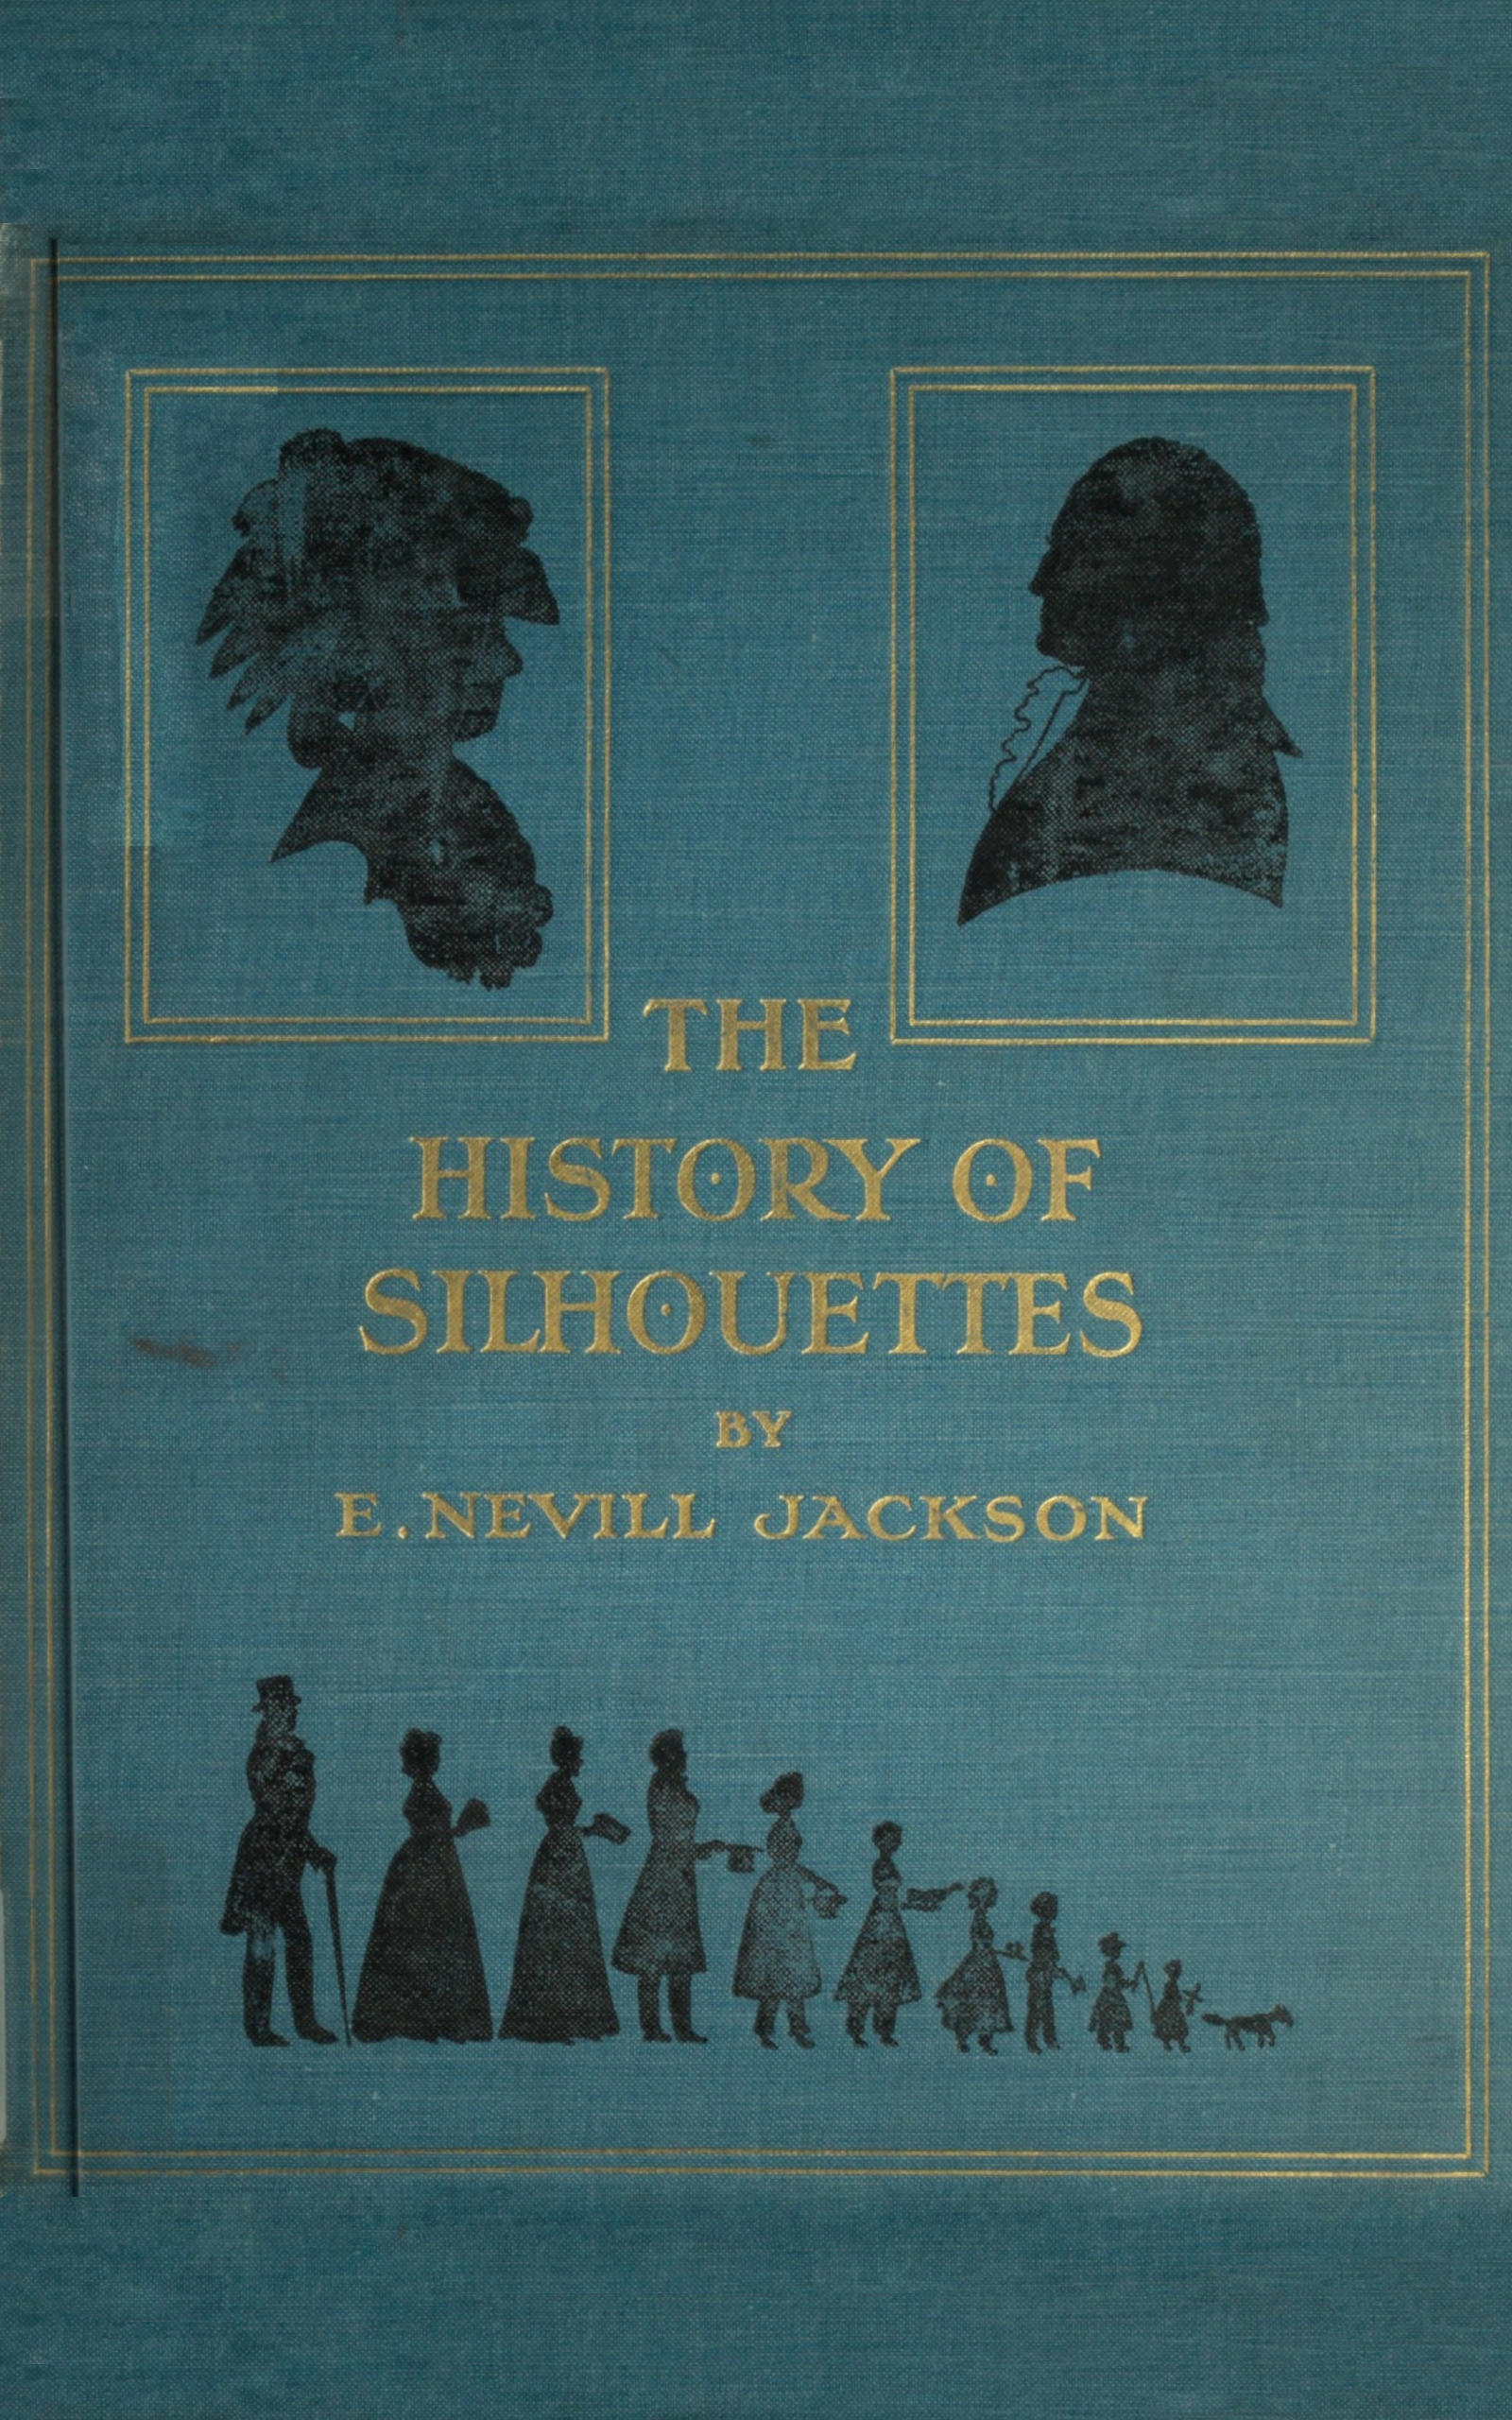 THE
HISTORY OF
SILHOUETTES
BY
E. NEVILL JACKSON